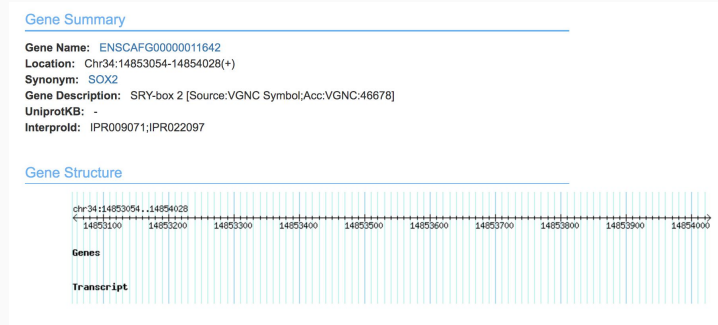 Gene Summary
Gene Name: ENSCAFG00000011642
Location: Chr34:14853054-14854028(+)
Synonym: SOX2
Gene Description: SRY-box 2 [Source:VGNC Symbol;Acc:VGNC:46678]
UniprotKB: -
InterproId: IPR009071;IPR022097
Gene Structure
chr34:14853054..14854028
14853100 14853200 14853300 14853400 14853500 14853600 14853700 14853800 14853900 14854000
Genes
Transcript